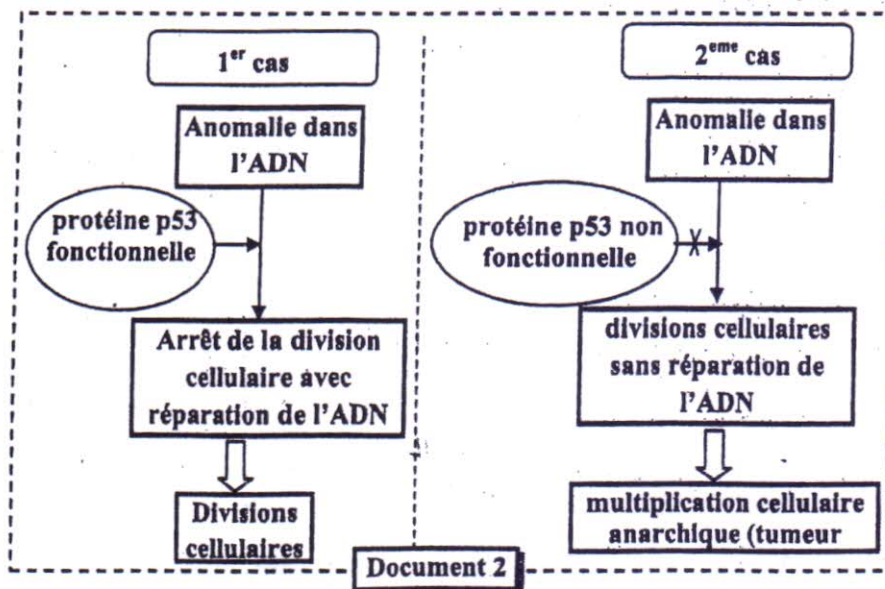 1er cas
Anomalie dans
l'ADN
protéine p53
fonctionnelle
Arrêt de la division
cellulaire avec
réparation de l'ADN
Divisions
cellulaires
2eme cas
Anomalie dans
l'ADN
protéine p53 non
fonctionnelle
divisions cellulaires
sans réparation de
l'ADN
multiplication cellulaire
anarchique (tumeur
Document 2